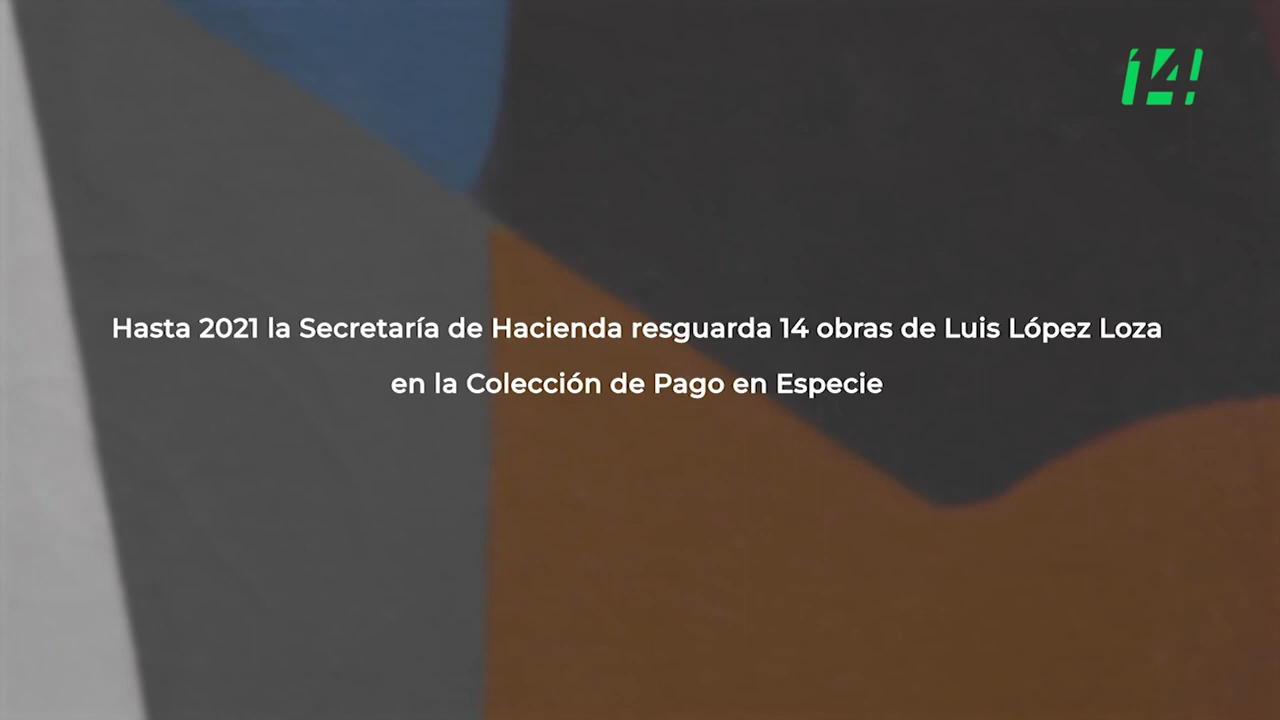 14!
Hasta 2021 la Secretaría de Hacienda resguarda 14 obras de Luis López Loza
en la Colección de Pago en Especie